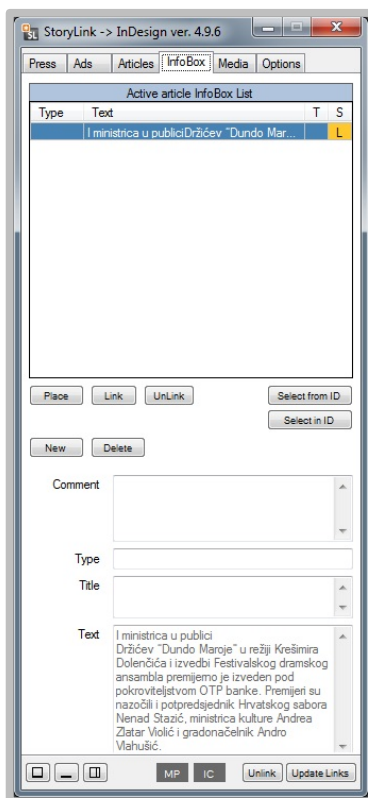 StoryLink -> InDesign ver. 4.9.6
Press Ads Articles InfoBox Media Options
Active article InfoBox List
Type Text T S
I ministrica u publiciDržićev "Dundo Mar... L
Place Link UnLink Select from ID
Select in ID
New Delete
Comment
Type
Title
Text
I ministrica u publici
Držićev "Dundo Maroje" u režiji Krešimira
Dolenčića i izvedbi Festivalskog dramskog
ansambla premijerno je izveden pod
pokroviteljstvom OTP banke. Premijeri su
nazočili i potpredsjednik Hrvatskog sabora
Nenad Stazić, ministrica kulture Andrea
Zlatar Violić i gradonačelnik Andro
Vlahušić.
MP IC Unlink Update Links